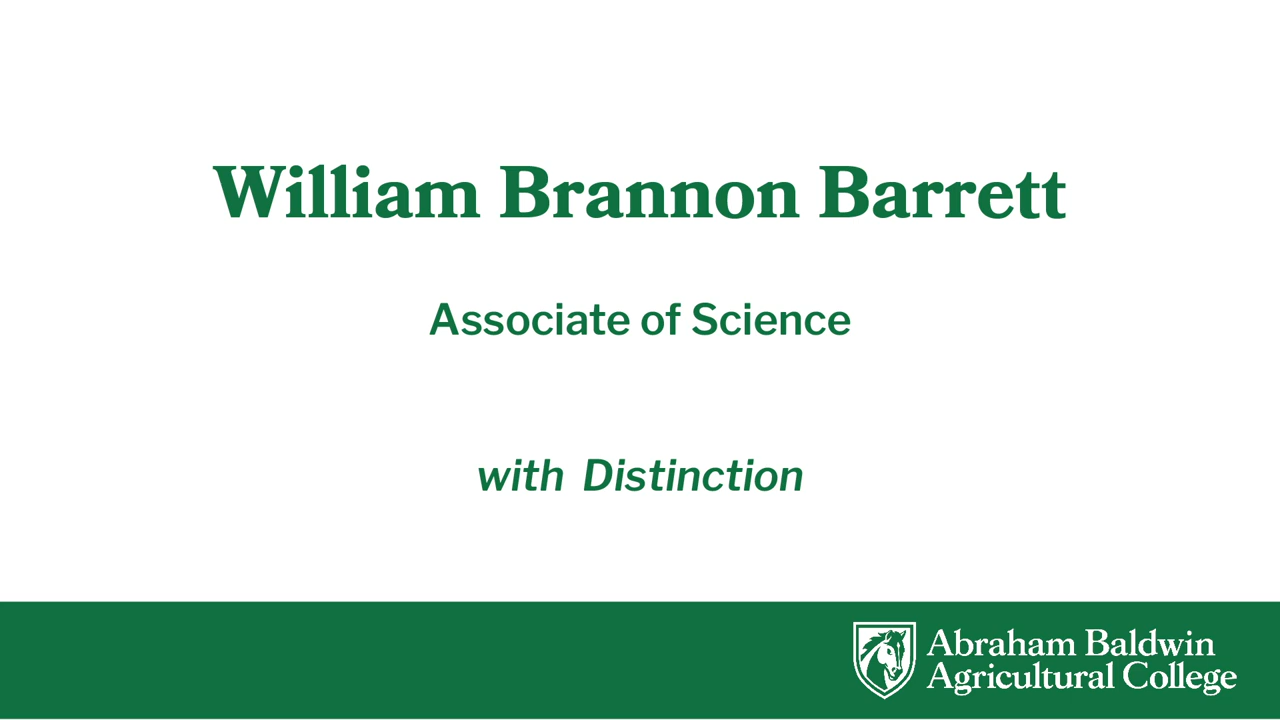 William Brannon Barrett
Associate of Science
with Distinction
Abraham Baldwin
Agricultural College